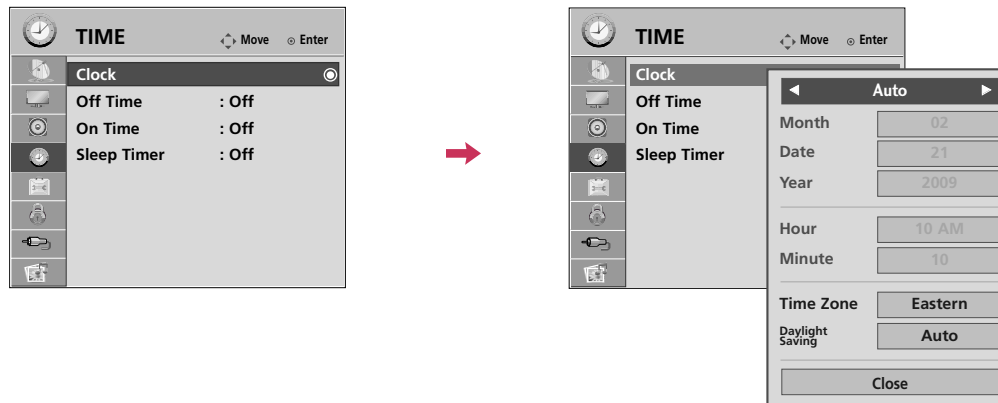 TIME Move Enter
Clock
Off Time : Off
On Time : Off
Sleep Timer : Off
TIME Move Enter
Clock
Off Time
On Time
Sleep Timer
Auto
Month 02
Date 21
Year 2009
Hour 10 AM
Minute 10
Time Zone Eastern
Daylight
Saving Auto
Close